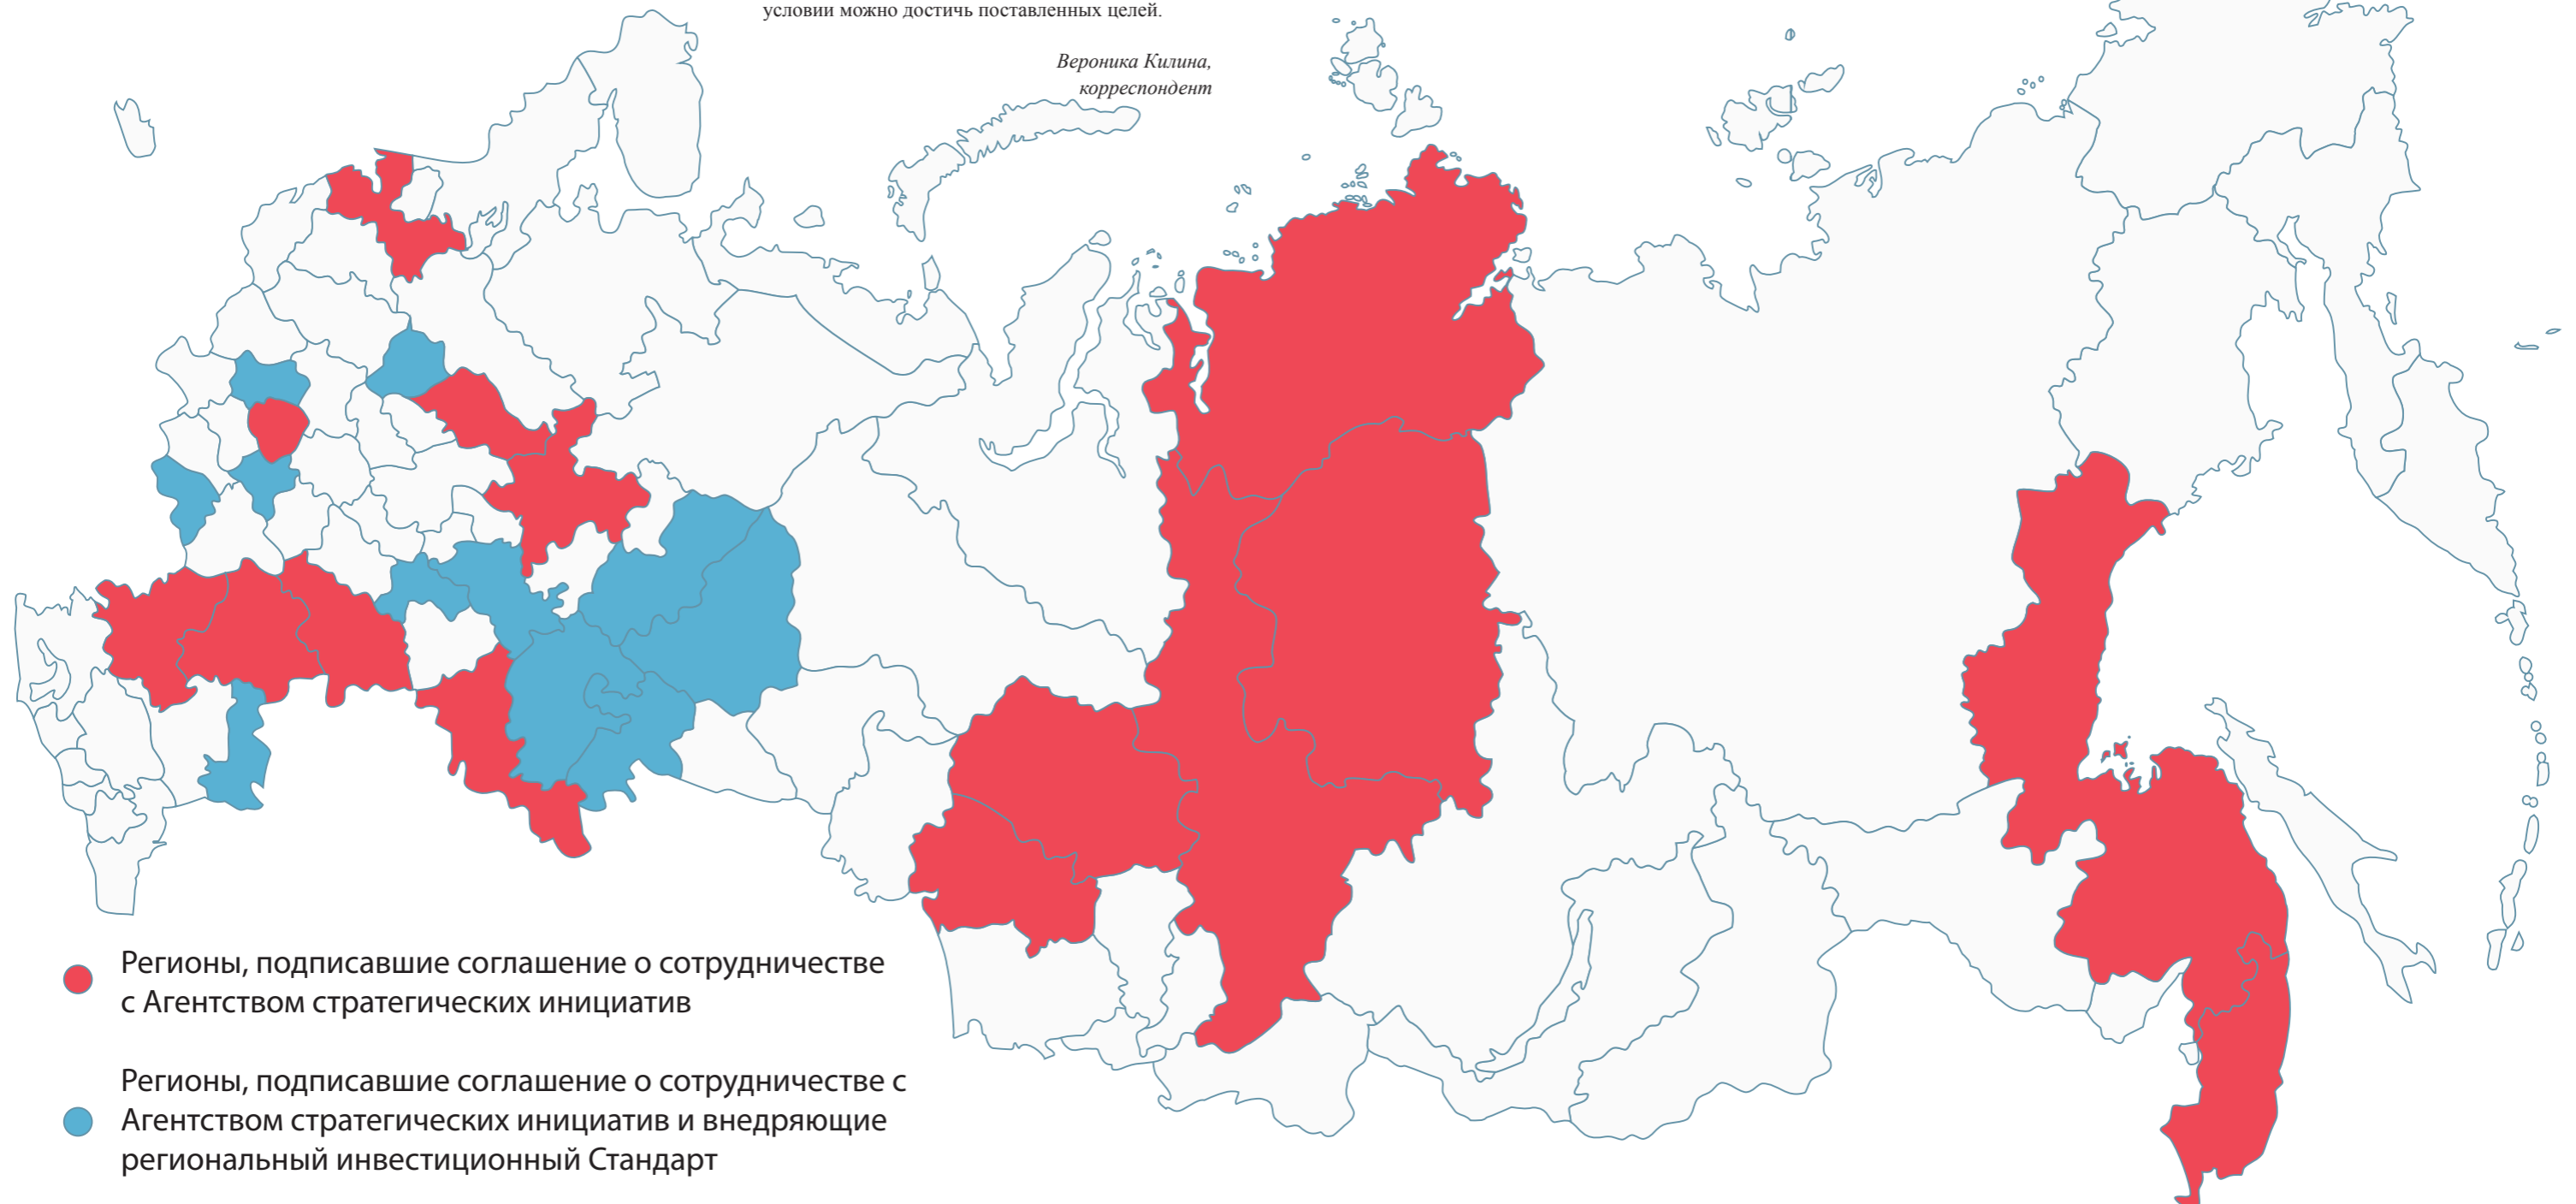 условии можно достичь поставленных целей.
Вероника Килина,
корреспондент
Регионы, подписавшие соглашение о сотрудничестве
с Агентством стратегических инициатив
Регионы, подписавшие соглашение о сотрудничестве с
Агентством стратегических инициатив и внедряющие
региональный инвестиционный Стандарт